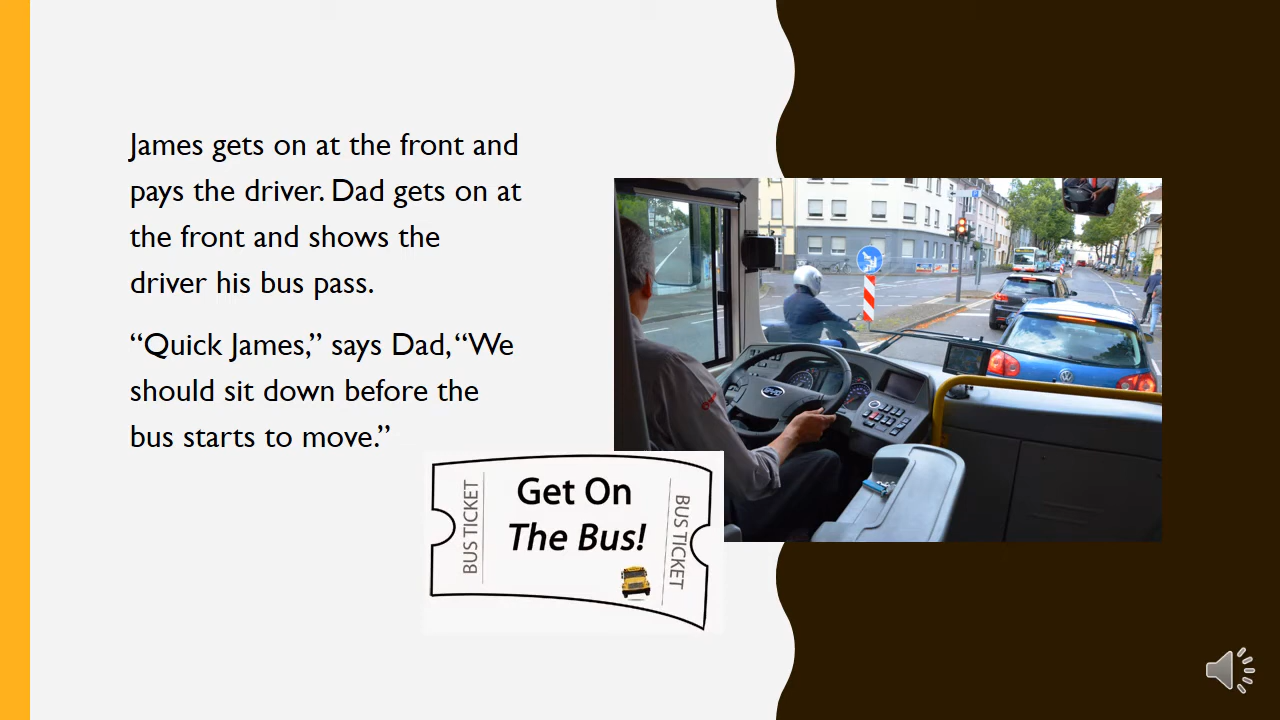 James gets on at the front and
pays the driver. Dad gets on at
the front and shows the
driver his bus pass.
“Quick James,” says Dad, “We
should sit down before the
bus starts to move.”
BUS TICKET
Get On
The Bus!
BUS TICKET